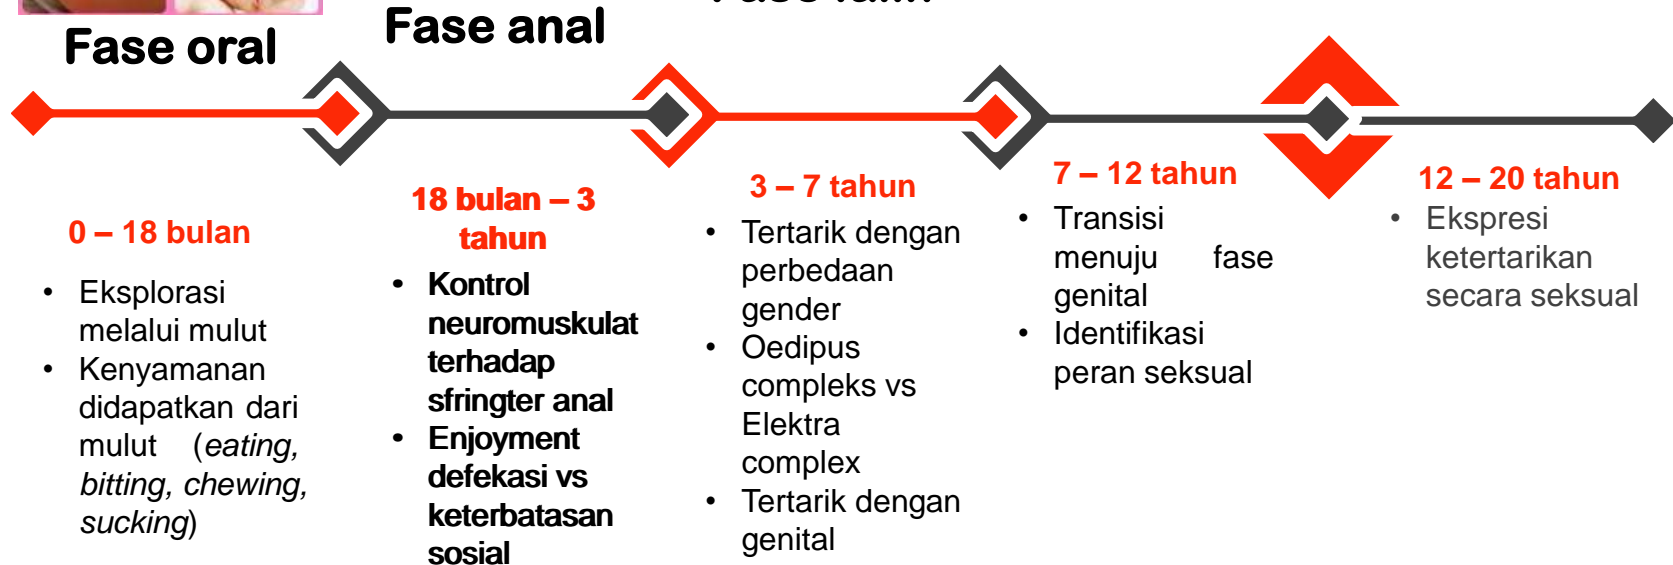 Fase oral
Fase anal
0 – 18 bulan
• Eksplorasi
melalui mulut
• Kenyamanan
didapatkan dari
mulut (eating,
bitting, chewing,
sucking)
18 bulan – 3
tahun
• Kontrol
neuromuskulat
terhadap
sfringter anal
• Enjoyment
defekasi vs
keterbatasan
sosial
3 – 7 tahun
• Tertarik dengan
perbedaan
gender
• Oedipus
compleks vs
Elektra
complex
• Tertarik dengan
genital
7 – 12 tahun
• Transisi
menuju fase
genital
• Identifikasi
peran seksual
12 – 20 tahun
• Ekspresi
ketertarikan
secara seksual